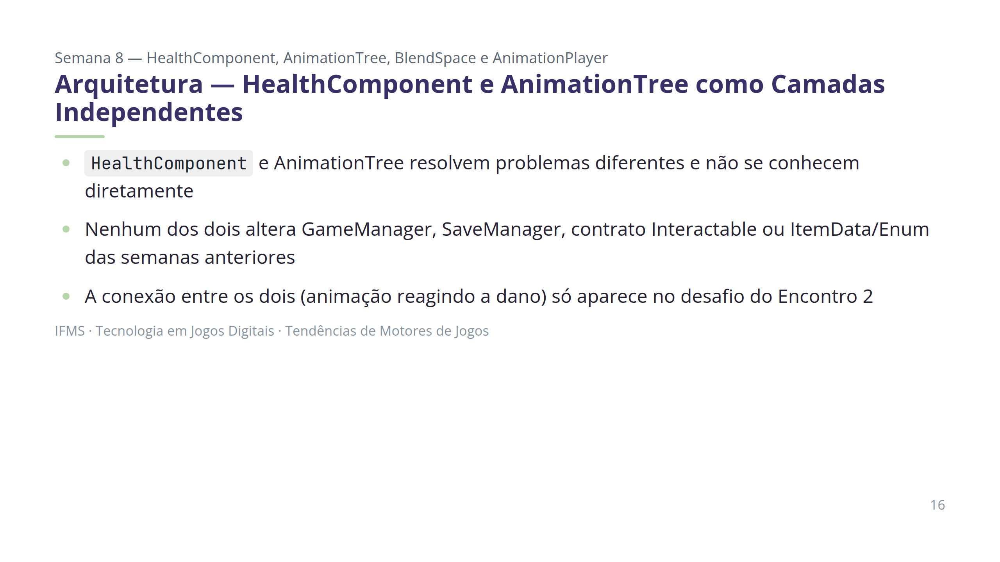 Semana 8 — HealthComponent, AnimationTree, BlendSpace e AnimationPlayer
Arquitetura — HealthComponent e AnimationTree como Camadas
Independentes
HealthComponent e AnimationTree resolvem problemas diferentes e não se conhecem
diretamente
Nenhum dos dois altera GameManager, SaveManager, contrato Interactable ou ItemData/Enum
das semanas anteriores
A conexão entre os dois (animação reagindo a dano) só aparece no desafio do Encontro 2
IFMS · Tecnologia em Jogos Digitais · Tendências de Motores de Jogos
16